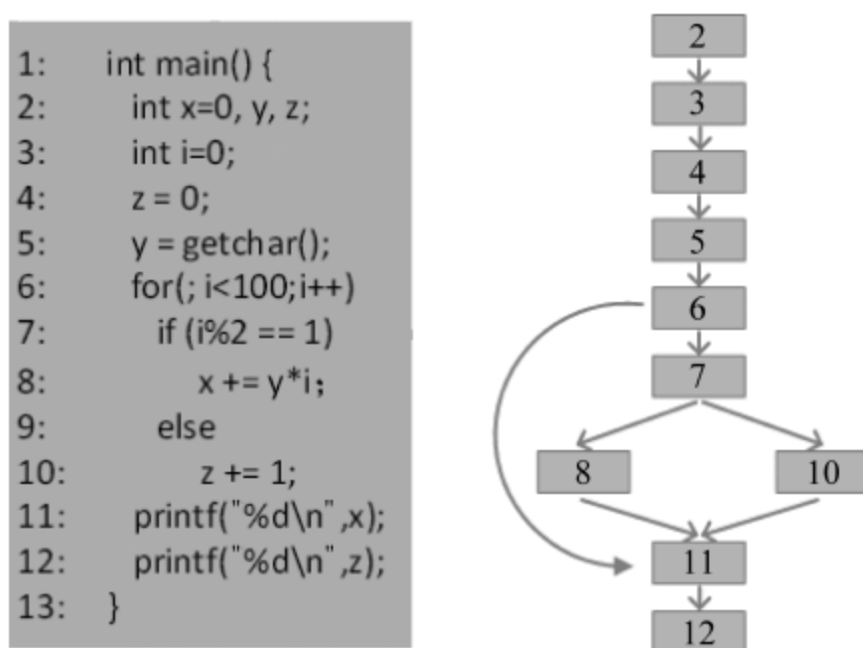 1: int main() {
2: int x=0, y, z;
3: int i=0;
4: z = 0;
5: y = getchar();
6: for(; i<100;i++)
7: if (i%2 == 1)
8: x += y*i;
9: else
10: z += 1;
11: printf("%d\n",x);
12: printf("%d\n",z);
13: }
2
3
4
5
6
7
8 10
11
12